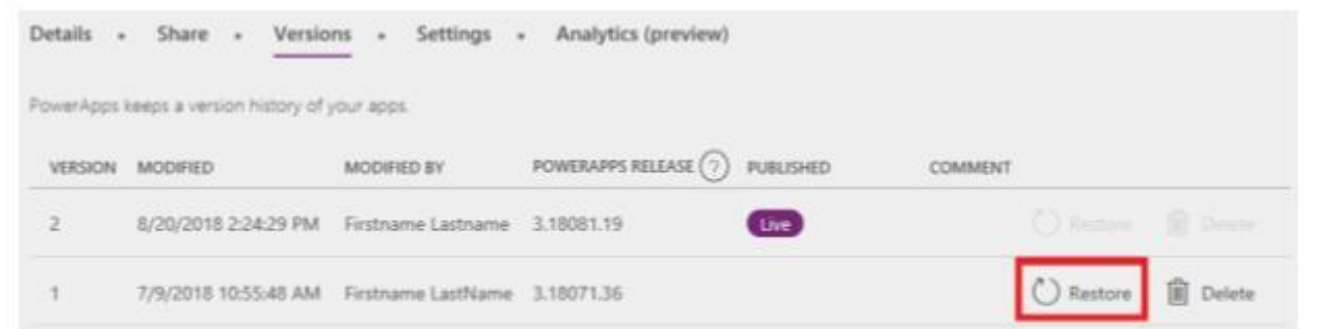 Details • Share • Versions • Settings • Analytics (preview)
PowerApps keeps a version history of your apps.
VERSION MODIFIED MODIFIED BY POWERAPPS RELEASE ? PUBLISHED COMMENT
2 8/20/2018 2:24:29 PM Firstname Lastname 3.18081.19 Live Restore Delete
1 7/9/2018 10:55:48 AM Firstname LastName 3.18071.36 Restore Delete